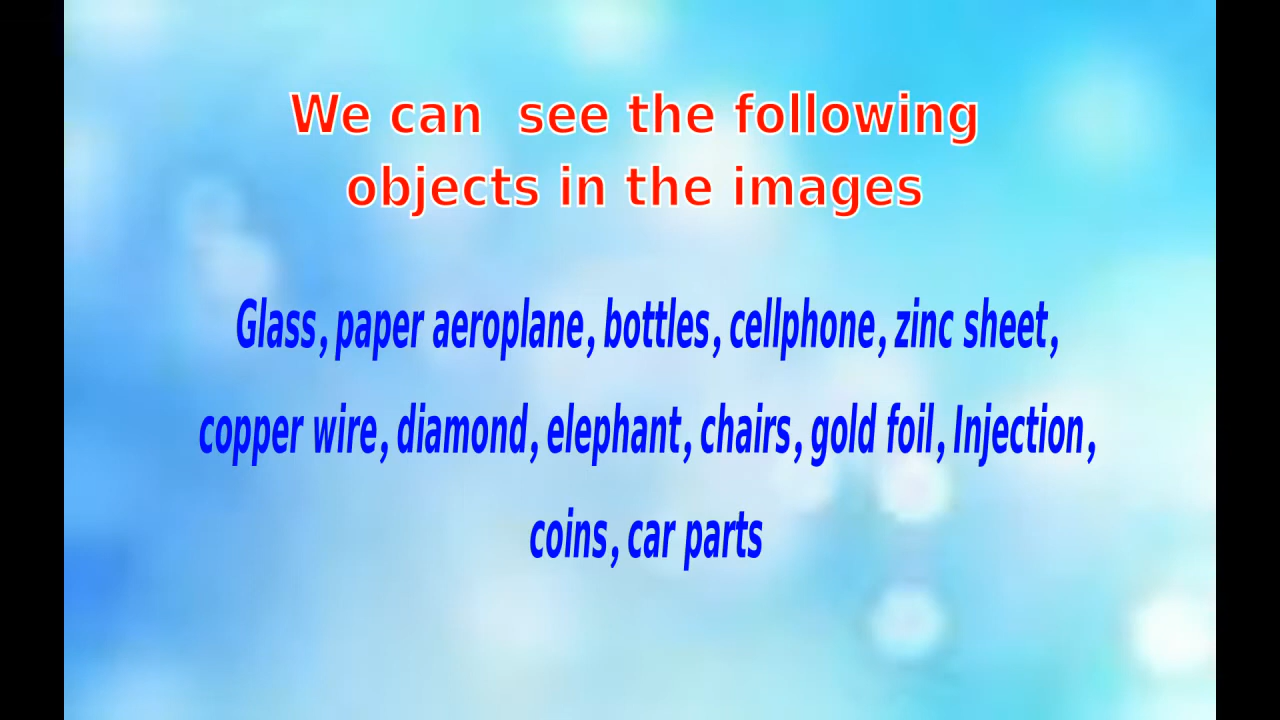 We can see the following
objects in the images
Glass, paper aeroplane, bottles, cellphone, zinc sheet,
copper wire, diamond, elephant, chairs, gold foil, Injection,
coins, car parts